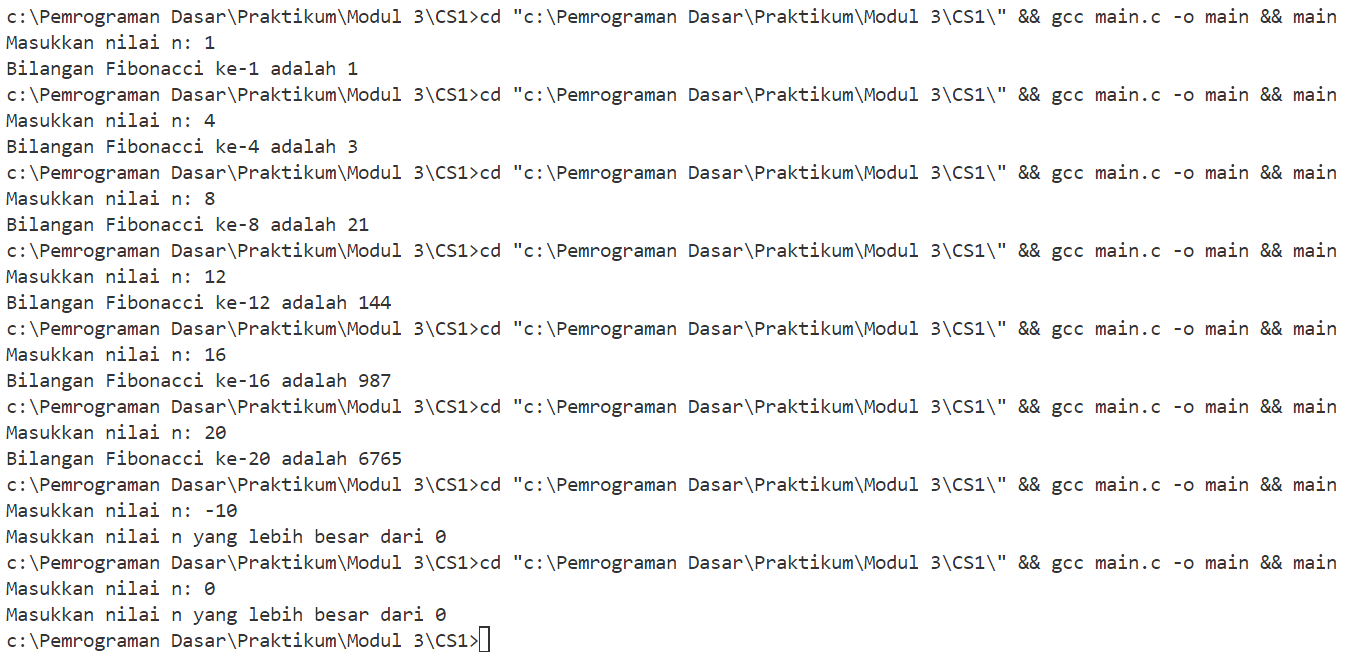 c:\Pemrograman Dasar\Praktikum\Modul 3\CS1>cd "c:\Pemrograman Dasar\Praktikum\Modul 3\CS1\" && gcc main.c -o main && main
Masukkan nilai n: 1
Bilangan Fibonacci ke-1 adalah 1
c:\Pemrograman Dasar\Praktikum\Modul 3\CS1>cd "c:\Pemrograman Dasar\Praktikum\Modul 3\CS1\" && gcc main.c -o main && main
Masukkan nilai n: 4
Bilangan Fibonacci ke-4 adalah 3
c:\Pemrograman Dasar\Praktikum\Modul 3\CS1>cd "c:\Pemrograman Dasar\Praktikum\Modul 3\CS1\" && gcc main.c -o main && main
Masukkan nilai n: 8
Bilangan Fibonacci ke-8 adalah 21
c:\Pemrograman Dasar\Praktikum\Modul 3\CS1>cd "c:\Pemrograman Dasar\Praktikum\Modul 3\CS1\" && gcc main.c -o main && main
Masukkan nilai n: 12
Bilangan Fibonacci ke-12 adalah 144
c:\Pemrograman Dasar\Praktikum\Modul 3\CS1>cd "c:\Pemrograman Dasar\Praktikum\Modul 3\CS1\" && gcc main.c -o main && main
Masukkan nilai n: 16
Bilangan Fibonacci ke-16 adalah 987
c:\Pemrograman Dasar\Praktikum\Modul 3\CS1>cd "c:\Pemrograman Dasar\Praktikum\Modul 3\CS1\" && gcc main.c -o main && main
Masukkan nilai n: 20
Bilangan Fibonacci ke-20 adalah 6765
c:\Pemrograman Dasar\Praktikum\Modul 3\CS1>cd "c:\Pemrograman Dasar\Praktikum\Modul 3\CS1\" && gcc main.c -o main && main
Masukkan nilai n: -10
Masukkan nilai n yang lebih besar dari 0
c:\Pemrograman Dasar\Praktikum\Modul 3\CS1>cd "c:\Pemrograman Dasar\Praktikum\Modul 3\CS1\" && gcc main.c -o main && main
Masukkan nilai n: 0
Masukkan nilai n yang lebih besar dari 0
c:\Pemrograman Dasar\Praktikum\Modul 3\CS1>